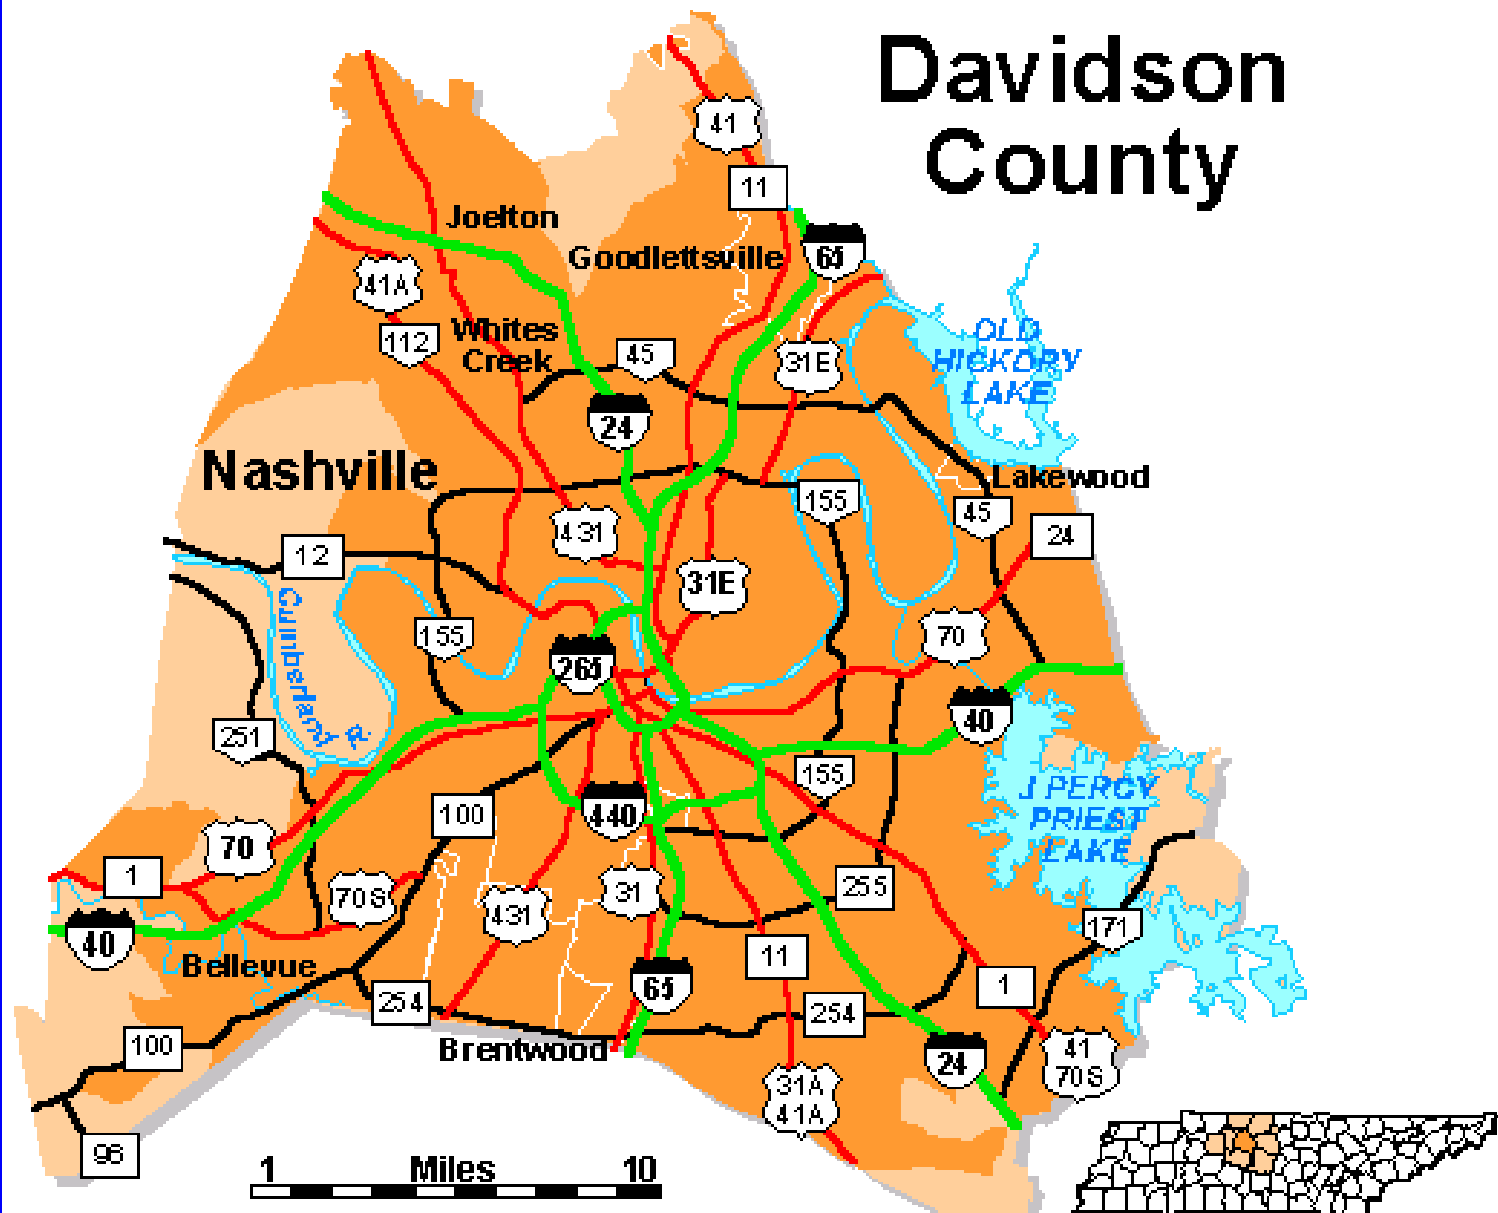 Davidson
County
41
11
65
Joelton
Goodlettsville
41A
112
Whites
Creek
45
31E
OLD
HICKORY
LAKE
24
Nashville
Lakewood
155
45
24
431
12
31E
Cumberland R.
155
70
265
40
251
155
J PERCY
PRIEST
LAKE
100
440
70
1
70S
431
31
255
171
40
Bellevue
11
65
1
254
254
100
Brentwood
24
41
70S
31A
41A
96
1 Miles 10